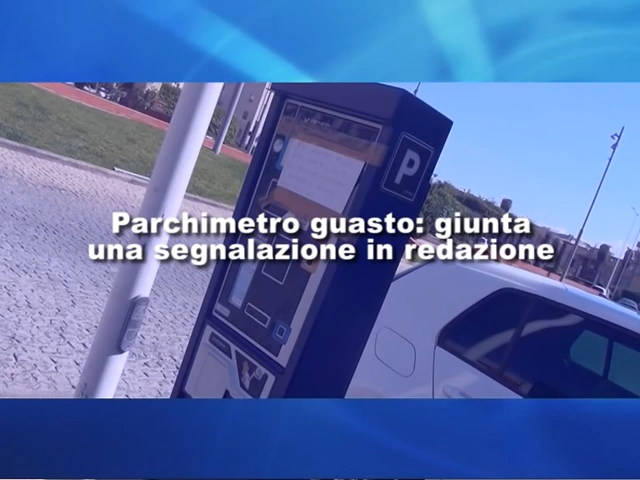 P
Parchimetro guasto: giunta
una segnalazione in redazione